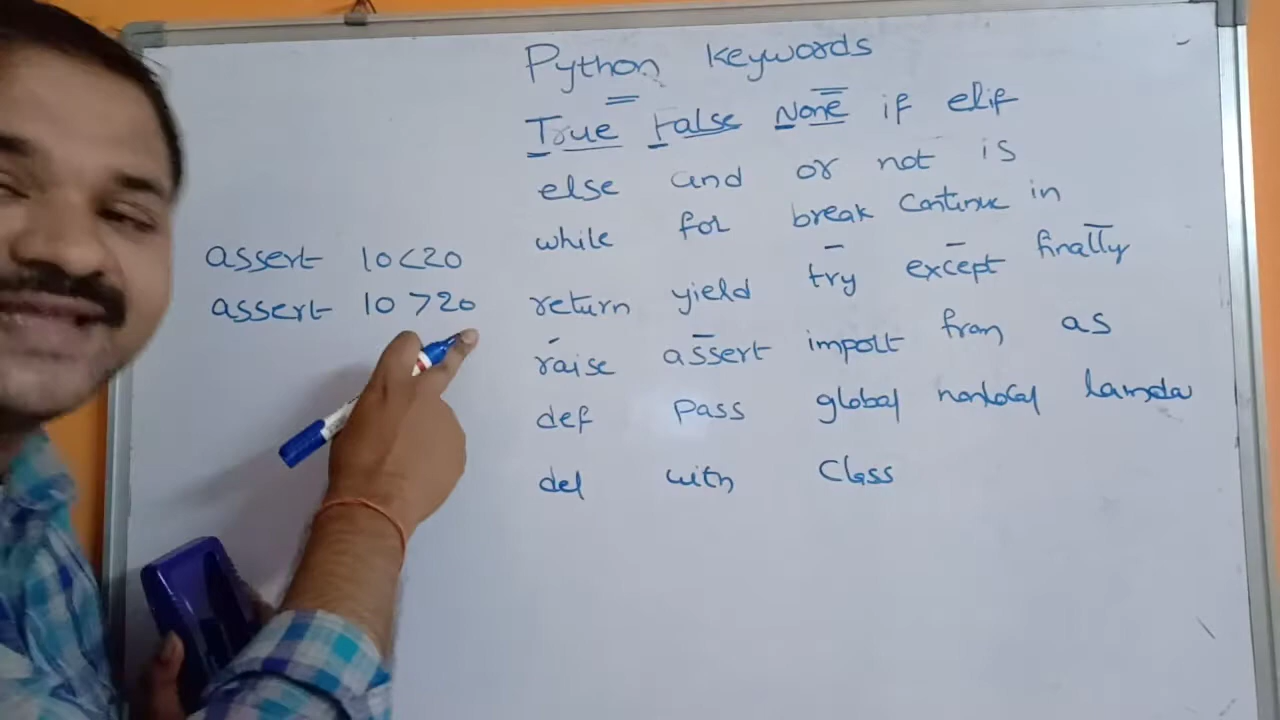 Python keywords
True False None if elif
else and or not is
while for break continue in
return yield try except finally
raise assert import from as
def pass global nonlocal lamda
del with class
assert 10<20
assert 10>20